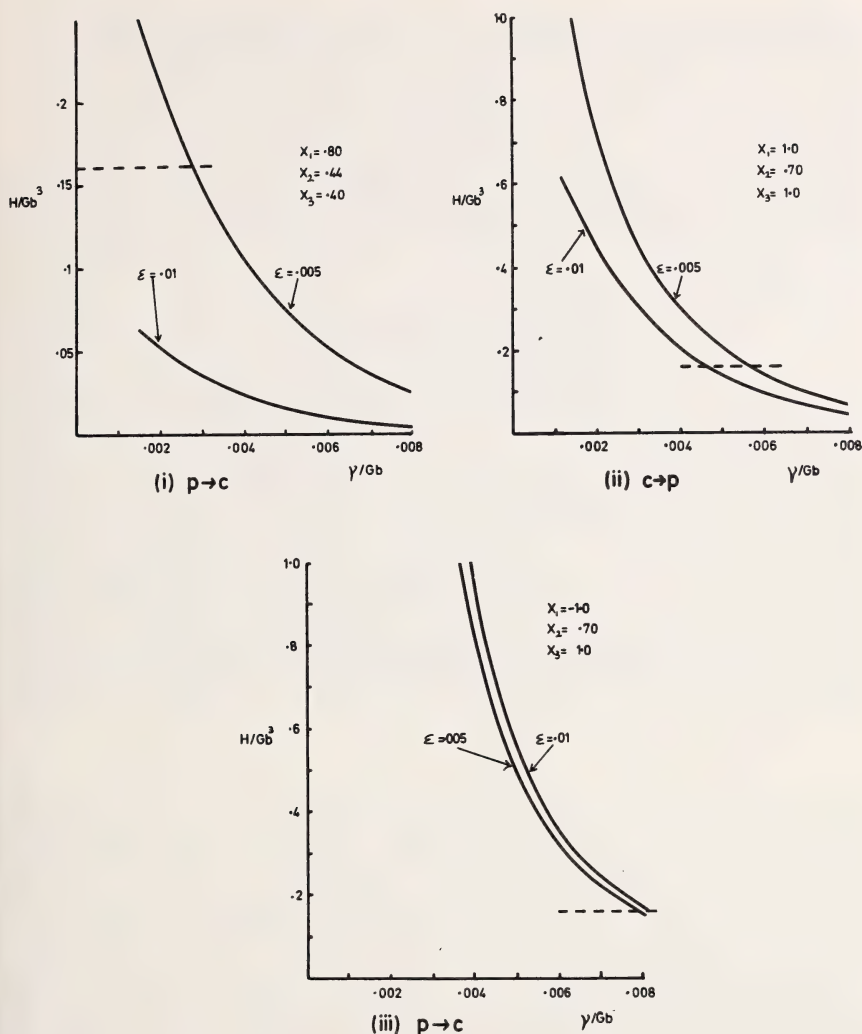 .2
.15
.1
.05
H/Gb³
X₁= .80
X₂= .44
X₃= .40
ε= .01
ε= .005
.002
.004
.006
.008
γ/Gb
(i) p→c
1.0
.8
.6
.4
.2
H/Gb³
X₁= 1.0
X₂= .70
X₃= 1.0
ε= .01
ε= .005
.002
.004
.006
.008
γ/Gb
(ii) c→p
1.0
.8
.6
.4
.2
H/Gb³
X₁= -1.0
X₂= .70
X₃= 1.0
ε=.005
ε=.01
.002
.004
.006
.008
γ/Gb
(iii) p→c